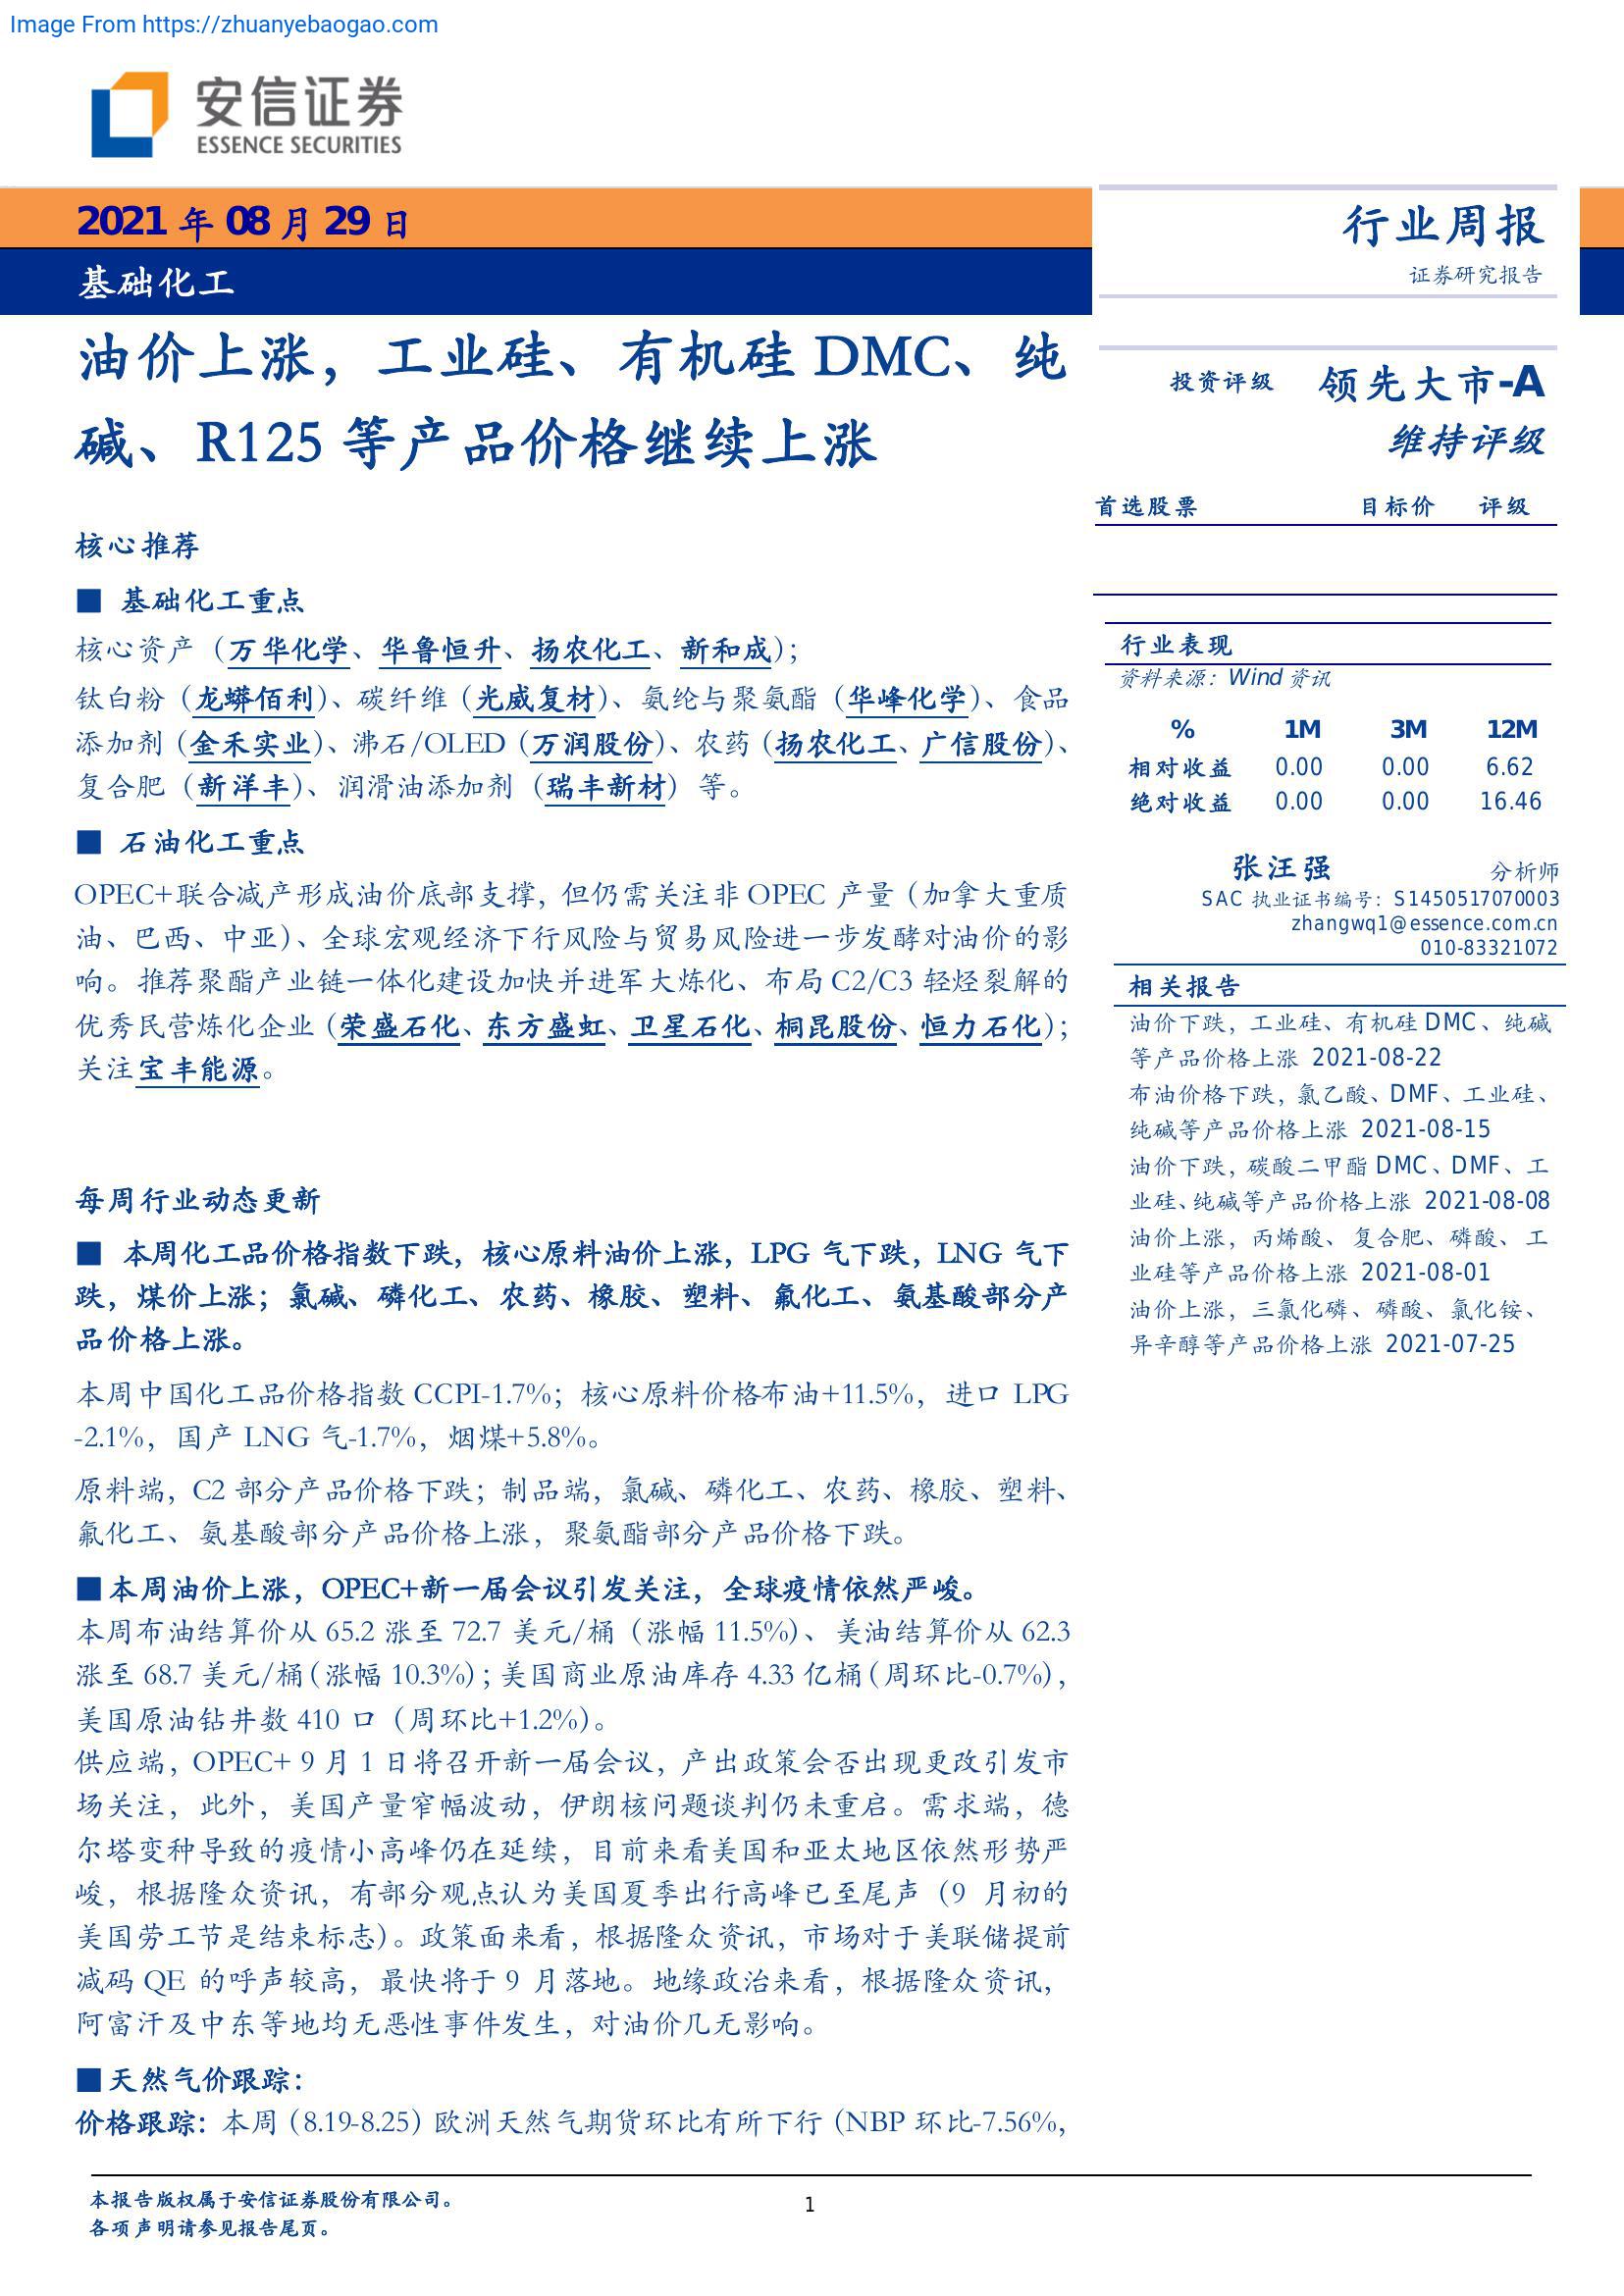 Image From https://zhuanyebaogao.com
安信证券
ESSENCE SECURITIES
2021 年 08 月 29 日
基础化工
行业周报
证券研究报告
油价上涨，工业硅、有机硅 DMC、纯
碱、R125 等产品价格继续上涨
核心推荐
■ 基础化工重点
核心资产（万华化学、华鲁恒升、扬农化工、新和成）；
钛白粉（龙蟒佰利）、碳纤维（光威复材）、氨纶与聚氨酯（华峰化学）、食品
添加剂（金禾实业）、沸石/OLED（万润股份）、农药（扬农化工、广信股份）、
复合肥（新洋丰）、润滑油添加剂（瑞丰新材）等。
■ 石油化工重点
OPEC+联合减产形成油价底部支撑，但仍需关注非 OPEC 产量（加拿大重质
油、巴西、中亚）、全球宏观经济下行风险与贸易风险进一步发酵对油价的影
响。推荐聚酯产业链一体化建设加快并进军大炼化、布局 C2/C3 轻烃裂解的
优秀民营炼化企业（荣盛石化、东方盛虹、卫星石化、桐昆股份、恒力石化）；
关注宝丰能源。
每周行业动态更新
■ 本周化工品价格指数下跌，核心原料油价上涨，LPG 气下跌，LNG 气下
跌，煤价上涨；氯碱、磷化工、农药、橡胶、塑料、氟化工、氨基酸部分产
品价格上涨。
本周中国化工品价格指数 CCPI-1.7%；核心原料价格布油+11.5%，进口 LPG
-2.1%，国产 LNG 气-1.7%，烟煤+5.8%。
原料端，C2 部分产品价格下跌；制品端，氯碱、磷化工、农药、橡胶、塑料、
氟化工、氨基酸部分产品价格上涨，聚氨酯部分产品价格下跌。
■本周油价上涨，OPEC+新一届会议引发关注，全球疫情依然严峻。
本周布油结算价从 65.2 涨至 72.7 美元/桶（涨幅 11.5%）、美油结算价从 62.3
涨至 68.7 美元/桶（涨幅 10.3%）；美国商业原油库存 4.33 亿桶（周环比-0.7%），
美国原油钻井数 410 口（周环比+1.2%）。
供应端，OPEC+ 9 月 1 日将召开新一届会议，产出政策会否出现更改引发市
场关注，此外，美国产量窄幅波动，伊朗核问题谈判仍未重启。需求端，德
尔塔变种导致的疫情小高峰仍在延续，目前来看美国和亚太地区依然形势严
峻，根据隆众资讯，有部分观点认为美国夏季出行高峰已至尾声（9 月初的
美国劳工节是结束标志）。政策面来看，根据隆众资讯，市场对于美联储提前
减码 QE 的呼声较高，最快将于 9 月落地。地缘政治来看，根据隆众资讯，
阿富汗及中东等地均无恶性事件发生，对油价几无影响。
■天然气价跟踪：
价格跟踪：本周（8.19-8.25）欧洲天然气期货环比有所下行（NBP 环比-7.56%，
投资评级 领先大市-A
维持评级
首选股票 目标价 评级
行业表现
资料来源：Wind 资讯
% 1M 3M 12M
相对收益 0.00 0.00 6.62
绝对收益 0.00 0.00 16.46
张汪强 分析师
SAC 执业证书编号：S1450517070003
zhangwq1@essence.com.cn
010-83321072
相关报告
油价下跌，工业硅、有机硅 DMC、纯碱
等产品价格上涨 2021-08-22
布油价格下跌，氯乙酸、DMF、工业硅、
纯碱等产品价格上涨 2021-08-15
油价下跌，碳酸二甲酯 DMC、DMF、工
业硅、纯碱等产品价格上涨 2021-08-08
油价上涨，丙烯酸、复合肥、磷酸、工
业硅等产品价格上涨 2021-08-01
油价上涨，三氯化磷、磷酸、氯化铵、
异辛醇等产品价格上涨 2021-07-25
本报告版权属于安信证券股份有限公司。
各项声明请参见报告尾页。
1